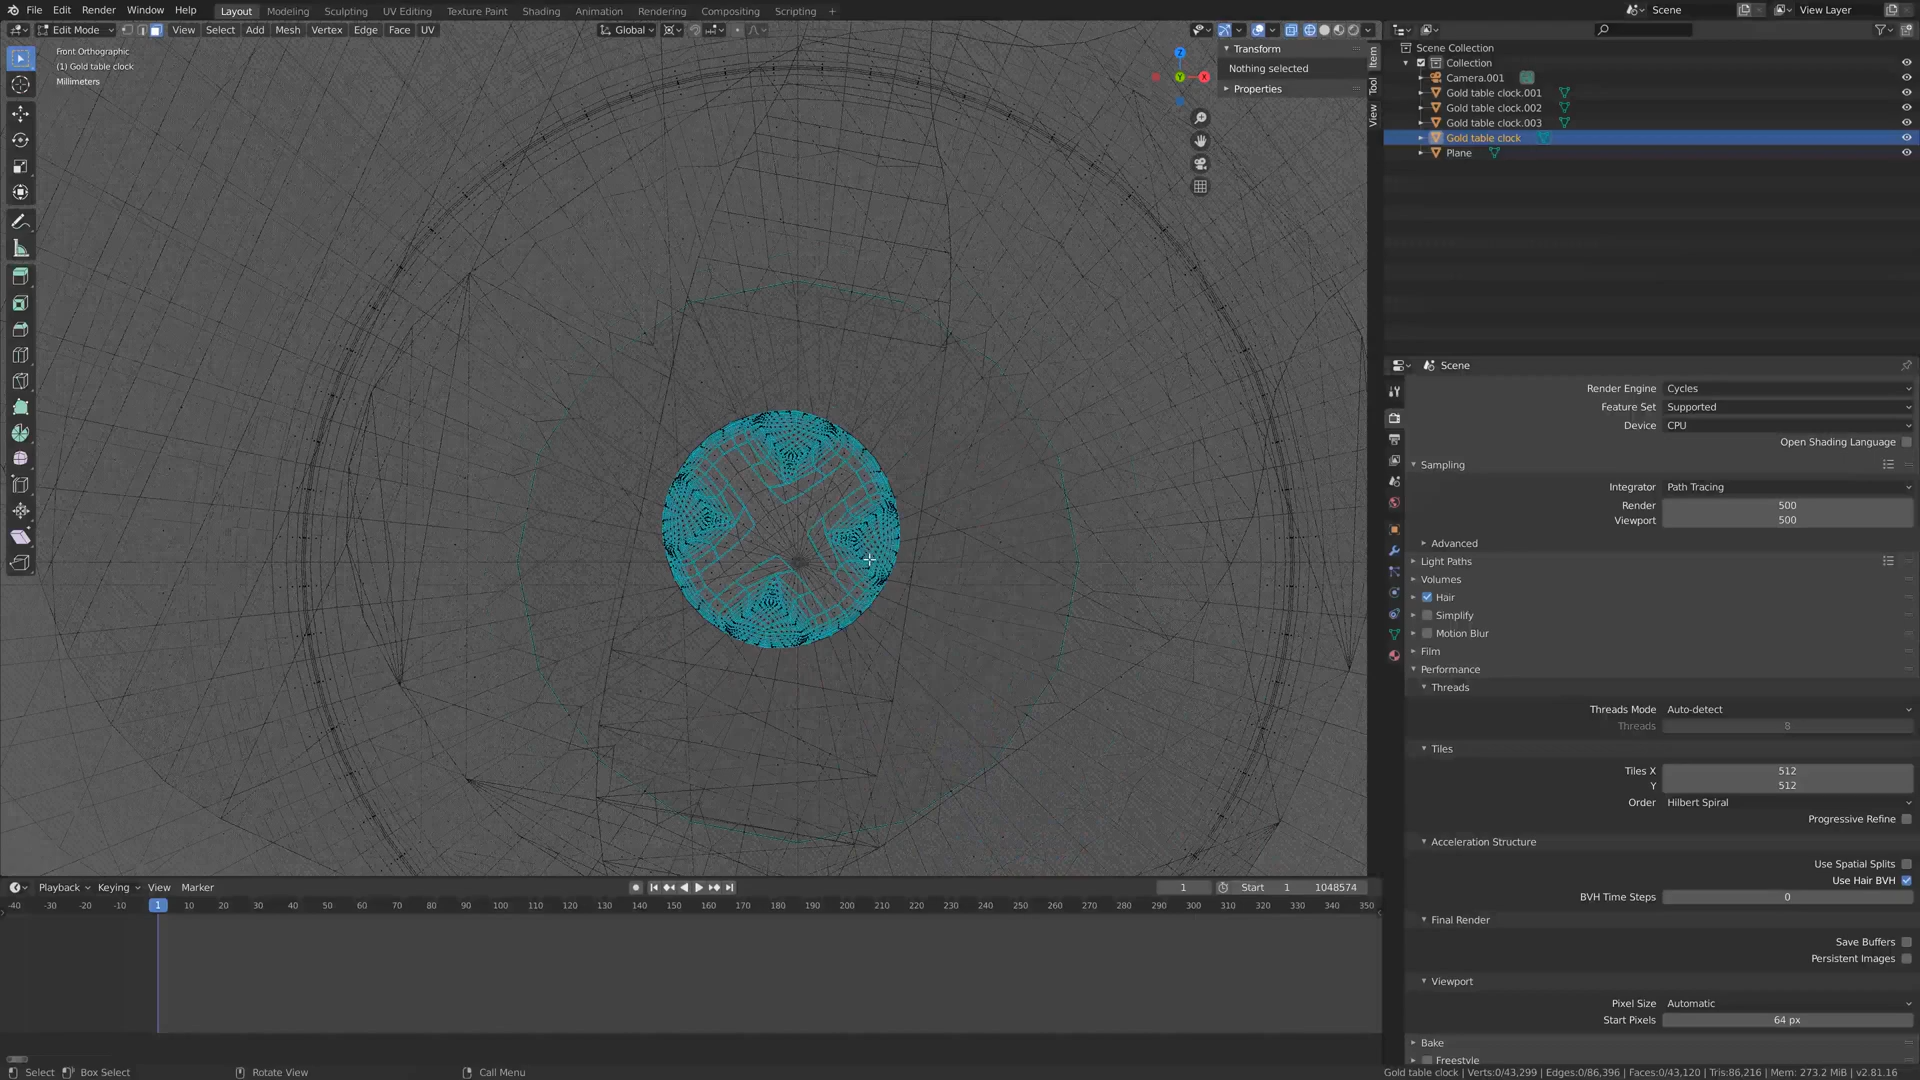 File Edit Render Window Help Layout Modeling Sculpting UV Editing Texture Paint Shading Animation Rendering Compositing Scripting + Scene View Layer
Edit Mode View Select Add Mesh Vertex Edge Face UV Global
Front Orthographic
(1) Gold table clock
Millimeters
Z
Y
X
Transform
Nothing selected
Properties
Item
Tool
View
Scene Collection
Collection
Camera.001
Gold table clock.001
Gold table clock.002
Gold table clock.003
Gold table clock
Plane
Scene
Render Engine Cycles
Feature Set Supported
Device CPU
Open Shading Language
Sampling
Integrator Path Tracing
Render 500
Viewport 500
Advanced
Light Paths
Volumes
Hair
Simplify
Motion Blur
Film
Performance
Threads
Threads Mode Auto-detect
Threads 8
Tiles
Tiles X 512
Y 512
Order Hilbert Spiral
Progressive Refine
Acceleration Structure
Use Spatial Splits
Use Hair BVH
BVH Time Steps 0
Final Render
Save Buffers
Persistent Images
Viewport
Pixel Size Automatic
Start Pixels 64 px
Bake
Freestyle
Playback Keying View Marker 1 Start 1 1048574
-40 -30 -20 -10 1 10 20 30 40 50 60 70 80 90 100 110 120 130 140 150 160 170 180 190 200 210 220 230 240 250 260 270 280 290 300 310 320 330 340 350
Select Box Select Rotate View Call Menu Gold table clock | Verts:0/43,299 | Edges:0/86,396 | Faces:0/43,120 | Tris:86,216 | Mem: 273.2 MiB | v2.81.16